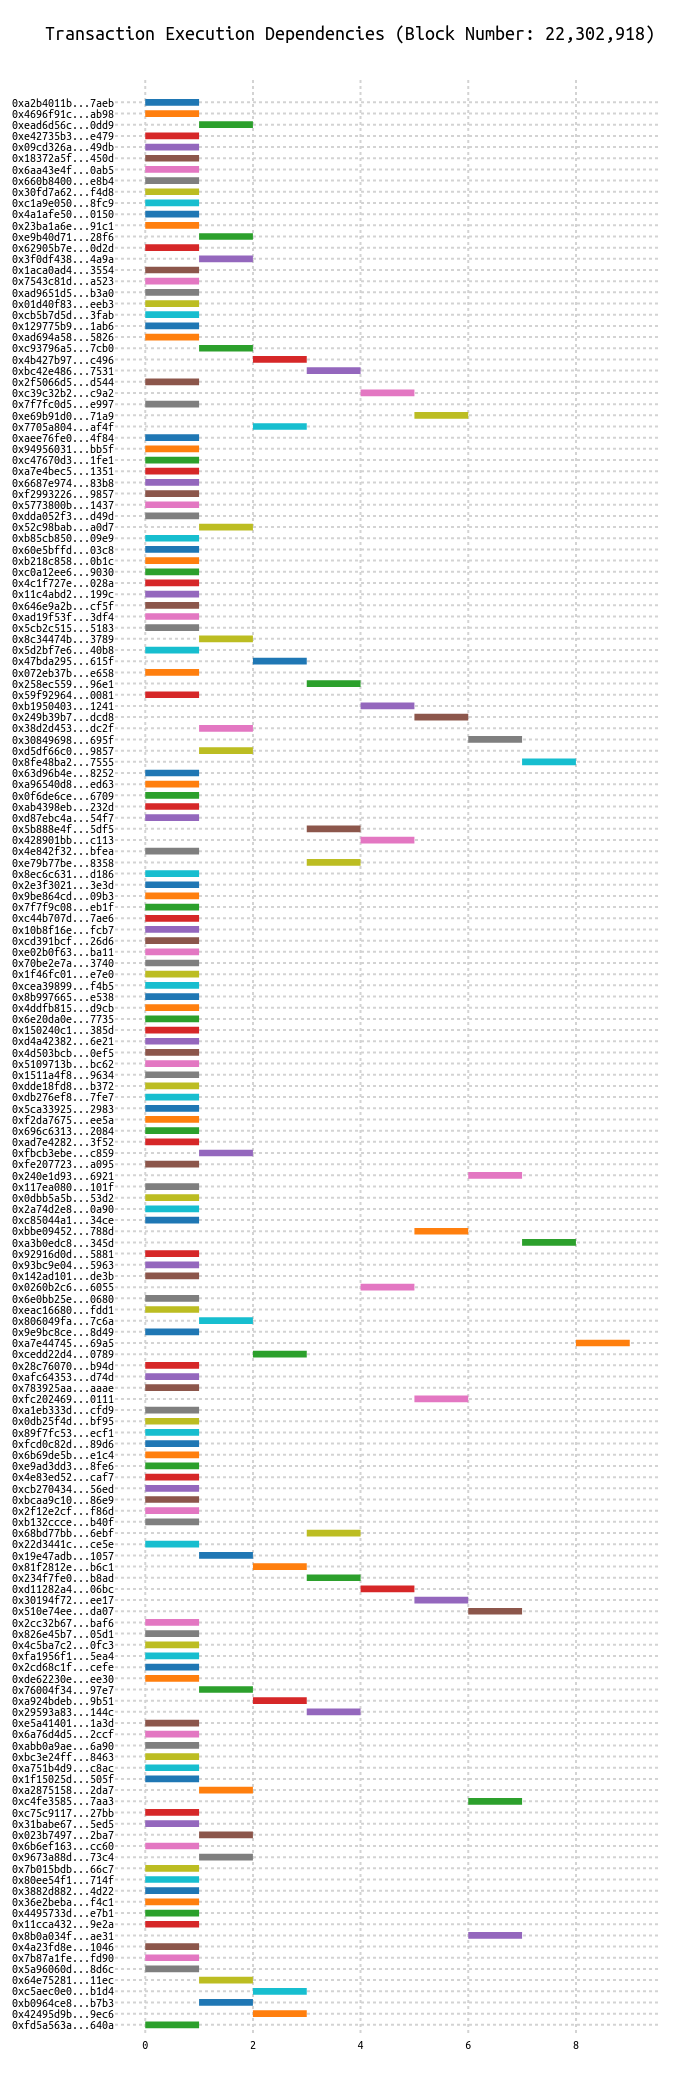 Transaction Execution Dependencies (Block Number: 22,302,918)
0xa2b4011b...7aeb
0x4696f91c...ab98
0xead6d56c...0dd9
0xe42735b3...e479
0x09cd326a...49db
0x18372a5f...450d
0x6aa43e4f...0ab5
0x660b8400...e8b4
0x30fd7a62...f4d8
0xc1a9e050...8fc9
0x4a1afe50...0150
0x23ba1a6e...91c1
0xe9b40d71...28f6
0x62905b7e...0d2d
0x3f0df438...4a9a
0x1aca0ad4...3554
0x7543c81d...a523
0xad9651d5...b3a0
0x01d40f83...eeb3
0xcb5b7d5d...3fab
0x129775b9...1ab6
0xad694a58...5826
0xc93796a5...7cb0
0x4b427b97...c496
0xbc42e486...7531
0x2f5066d5...d544
0xc39c32b2...c9a2
0x7f7fc0d5...e997
0xe69b91d0...71a9
0x7705a804...af4f
0xaee76fe0...4f84
0x94956031...bb5f
0xc47670d3...1fe1
0xa7e4bec5...1351
0x6687e974...83b8
0xf2993226...9857
0x5773800b...1437
0xdda052f3...d49d
0x52c98bab...a0d7
0xb85cb850...09e9
0x60e5bffd...03c8
0xb218c858...0b1c
0xc0a12ee6...9030
0x4c1f727e...028a
0x11c4abd2...199c
0x646e9a2b...cf5f
0xad19f53f...3df4
0x5cb2c515...5183
0x8c34474b...3789
0x5d2bf7e6...40b8
0x47bda295...615f
0x072eb37b...e658
0x258ec559...96e1
0x59f92964...0081
0xb1950403...1241
0x249b39b7...dcd8
0x38d2d453...dc2f
0x30849698...695f
0xd5df66c0...9857
0x8fe48ba2...7555
0x63d96b4e...8252
0xa96540d8...ed63
0x0f6de6ce...6709
0xab4398eb...232d
0xd87ebc4a...54f7
0x5b888e4f...5df5
0x428901bb...c113
0x4e842f32...bfea
0xe79b77be...8358
0x8ec6c631...d186
0x2e3f3021...3e3d
0x9be864cd...09b3
0x7f7f9c08...eb1f
0xc44b707d...7ae6
0x10b8f16e...fcb7
0xcd391bcf...26d6
0xe02b0f63...ba11
0x70be2e7a...3740
0x1f46fc01...e7e0
0xcea39899...f4b5
0x8b997665...e538
0x4ddfb815...d9cb
0x6e20da0e...7735
0x150240c1...385d
0xd4a42382...6e21
0x4d503bcb...0ef5
0x5109713b...bc62
0x1511a4f8...9634
0xdde18fd8...b372
0xdb276ef8...7fe7
0x5ca33925...2983
0xf2da7675...ee5a
0x696c6313...2084
0xad7e4282...3f52
0xfbcb3ebe...c859
0xfe207723...a095
0x240e1d93...6921
0x117ea080...101f
0x0dbb5a5b...53d2
0x2a74d2e8...0a90
0xc85044a1...34ce
0xbbe09452...788d
0xa3b0edc8...345d
0x92916d0d...5881
0x93bc9e04...5963
0x142ad101...de3b
0x0260b2c6...6055
0x6e0bb25e...0680
0xeac16680...fdd1
0x806049fa...7c6a
0x9e9bc8ce...8d49
0xa7e44745...69a5
0xcedd22d4...0789
0x28c76070...b94d
0xafc64353...d74d
0x783925aa...aaae
0xfc202469...0111
0xa1eb333d...cfd9
0x0db25f4d...bf95
0x89f7fc53...ecf1
0xfcd0c82d...89d6
0x6b69de5b...e1c4
0xe9ad3dd3...8fe6
0x4e83ed52...caf7
0xcb270434...56ed
0xbcaa9c10...86e9
0x2f12e2cf...f86d
0xb132ccce...b40f
0x68bd77bb...6ebf
0x22d3441c...ce5e
0x19e47adb...1057
0x81f2812e...b6c1
0x234f7fe0...b8ad
0xd11282a4...06bc
0x30194f72...ee17
0x510e74ee...da07
0x2cc32b67...baf6
0x826e45b7...05d1
0x4c5ba7c2...0fc3
0xfa1956f1...5ea4
0x2cd68c1f...cefe
0xde62230e...ee30
0x76004f34...97e7
0xa924bdeb...9b51
0x29593a83...144c
0xe5a41401...1a3d
0x6a76d4d5...2ccf
0xabb0a9ae...6a90
0xbc3e24ff...8463
0xa751b4d9...c8ac
0x1f15025d...505f
0xa2875158...2da7
0xc4fe3585...7aa3
0xc75c9117...27bb
0x31babe67...5ed5
0x023b7497...2ba7
0x6b6ef163...cc60
0x9673a88d...73c4
0x7b015bdb...66c7
0x80ee54f1...714f
0x3882d882...4d22
0x36e2beba...f4c1
0x4495733d...e7b1
0x11cca432...9e2a
0x8b0a034f...ae31
0x4a23fd8e...1046
0x7b87a1fe...fd90
0x5a96060d...8d6c
0x64e75281...11ec
0xc5aec0e0...b1d4
0xb0964ce8...b7b3
0x42495d9b...9ec6
0xfd5a563a...640a
0 2 4 6 8